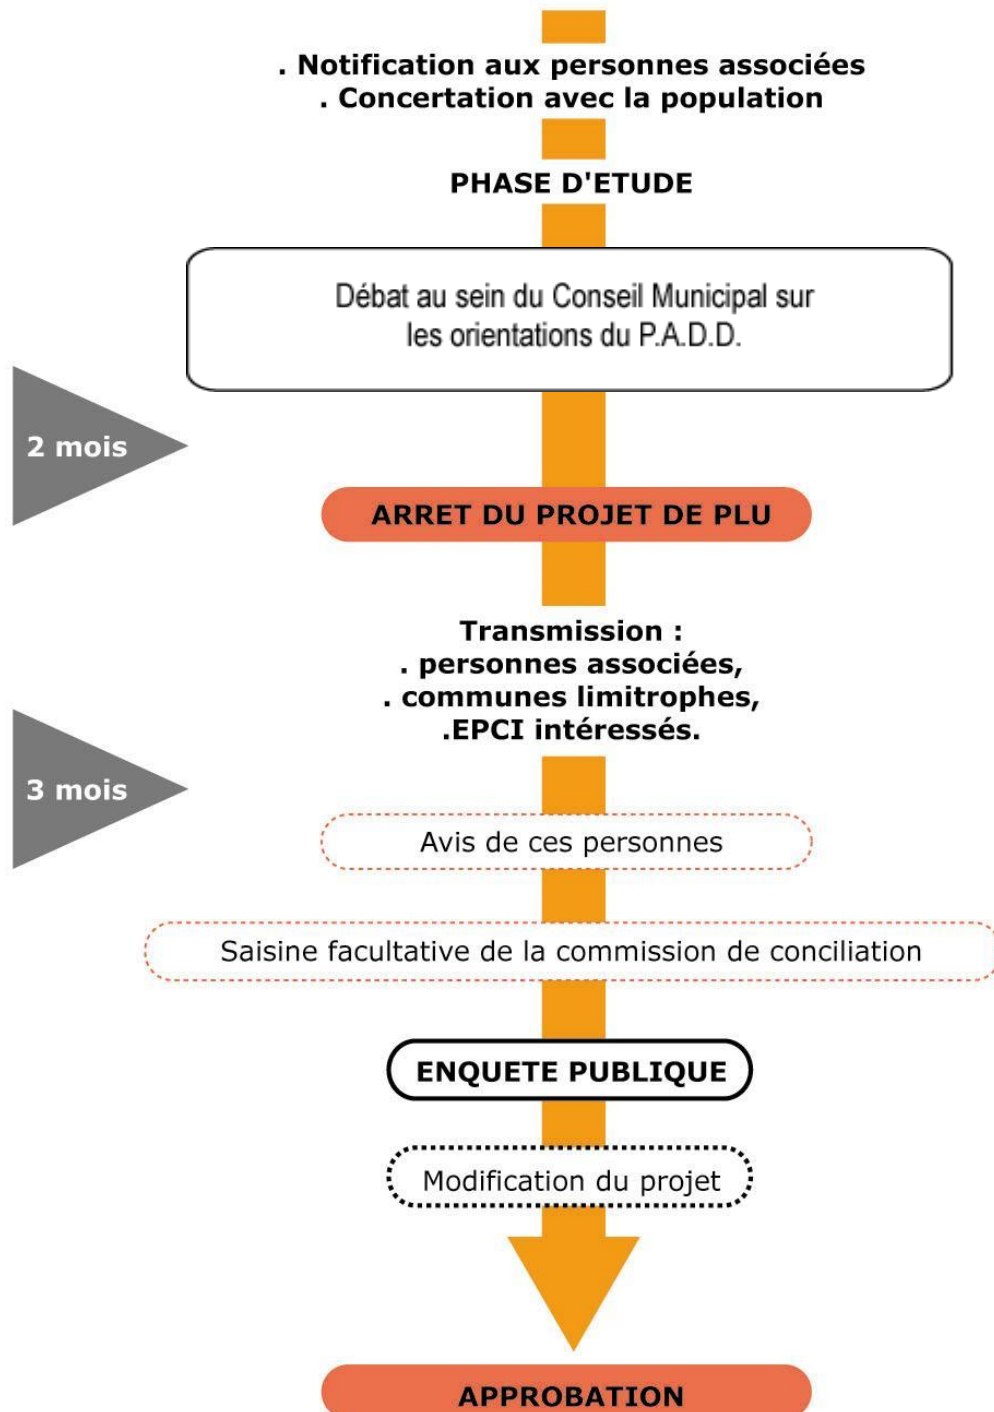 . Notification aux personnes associées
. Concertation avec la population
PHASE D'ETUDE
Débat au sein du Conseil Municipal sur
les orientations du P.A.D.D.
2 mois
ARRET DU PROJET DE PLU
Transmission :
. personnes associées,
. communes limitrophes,
.EPCI intéressés.
3 mois
Avis de ces personnes
Saisine facultative de la commission de conciliation
ENQUETE PUBLIQUE
Modification du projet
APPROBATION